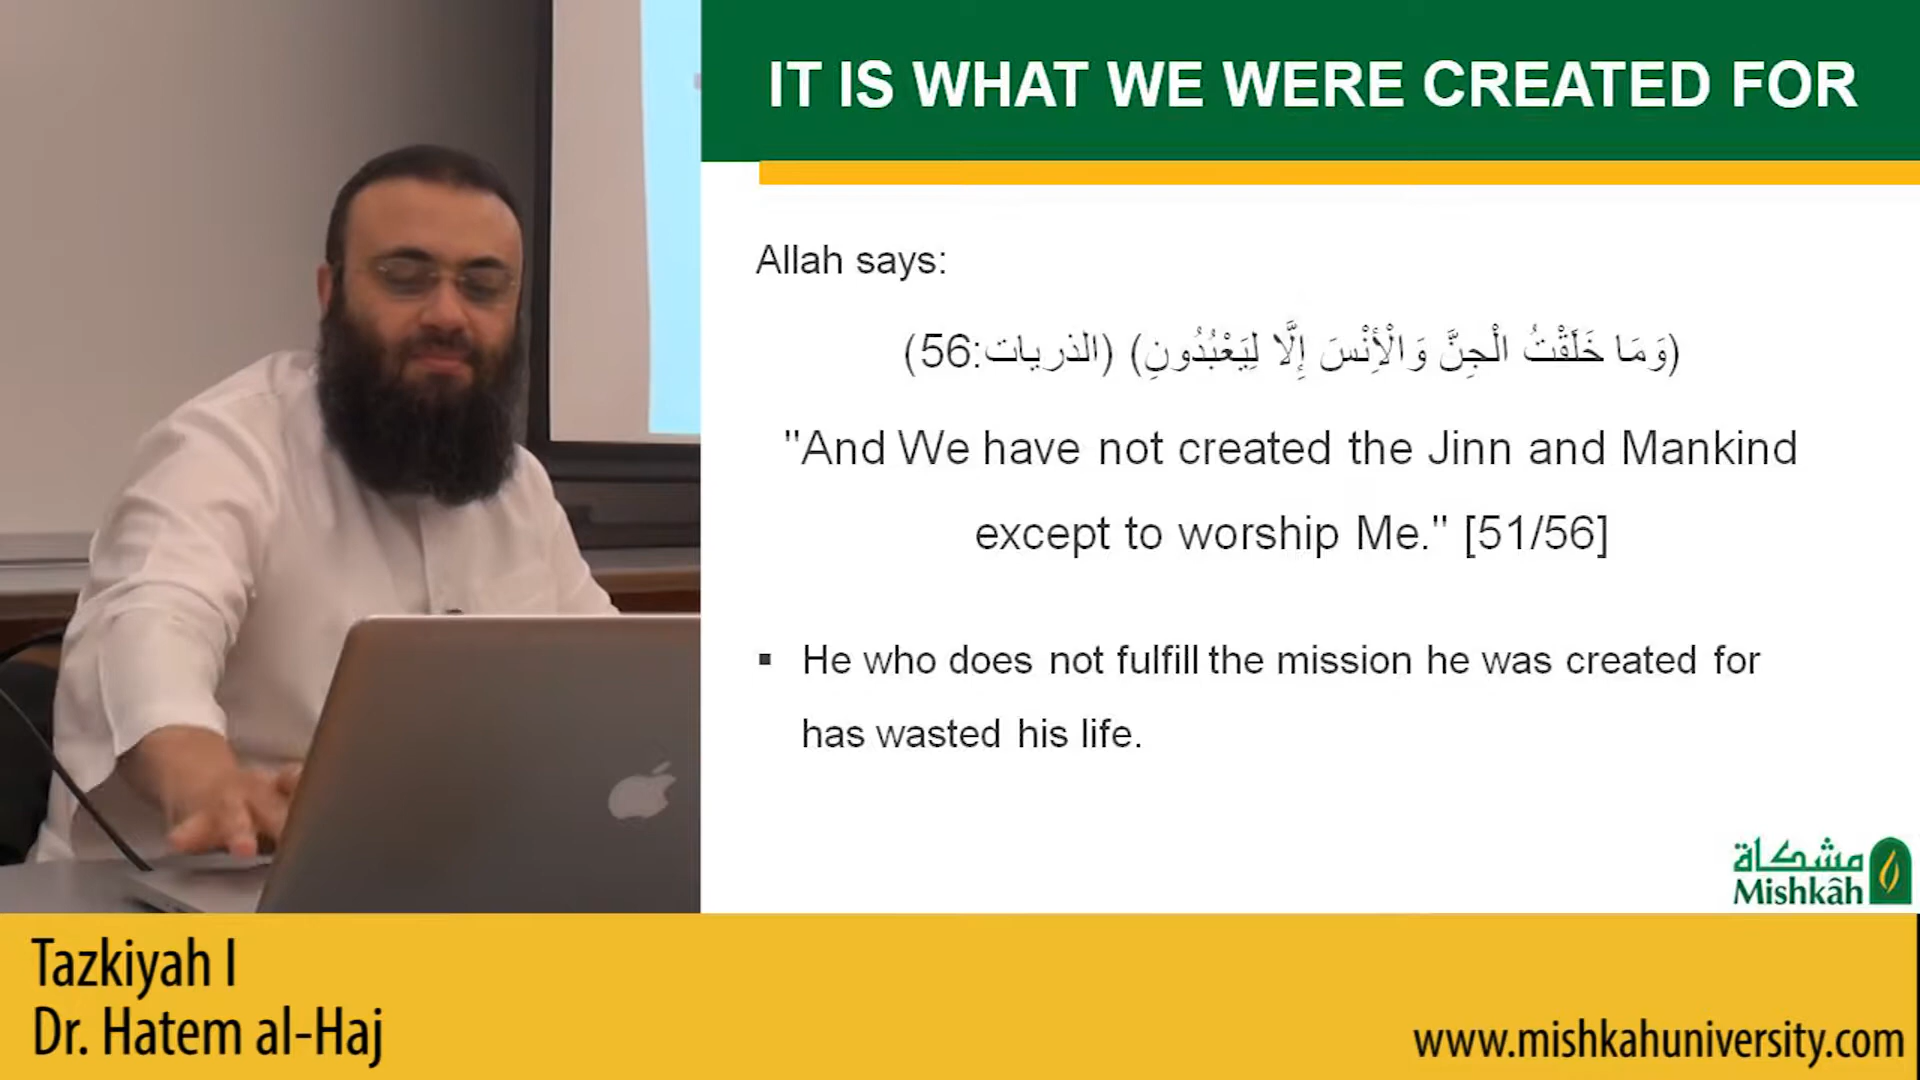 IT IS WHAT WE WERE CREATED FOR
Allah says:
(وَمَا خَلَقْتُ الْجِنَّ وَالْأِنْسَ إِلَّا لِيَعْبُدُونِ) (الذريات:56)
"And We have not created the Jinn and Mankind
except to worship Me." [51/56]
▪ He who does not fulfill the mission he was created for
has wasted his life.
مشكاة
Mishkâh
Tazkiyah I
Dr. Hatem al-Haj
www.mishkahuniversity.com